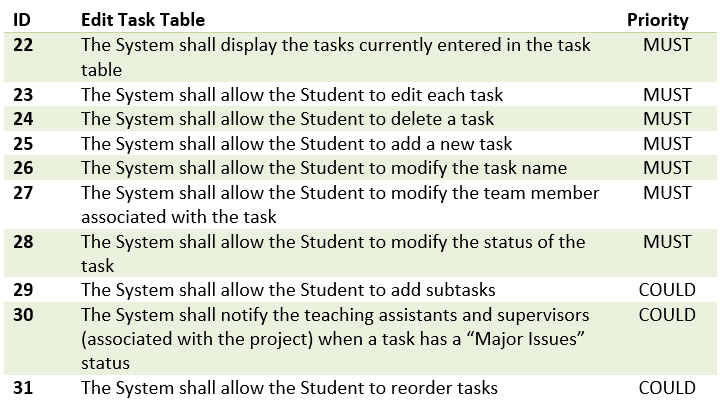 ID Edit Task Table Priority
22 The System shall display the tasks currently entered in the task MUST
table
23 The System shall allow the Student to edit each task MUST
24 The System shall allow the Student to delete a task MUST
25 The System shall allow the Student to add a new task MUST
26 The System shall allow the Student to modify the task name MUST
27 The System shall allow the Student to modify the team member MUST
associated with the task
28 The System shall allow the Student to modify the status of the MUST
task
29 The System shall allow the Student to add subtasks COULD
30 The System shall notify the teaching assistants and supervisors COULD
(associated with the project) when a task has a “Major Issues”
status
31 The System shall allow the Student to reorder tasks COULD